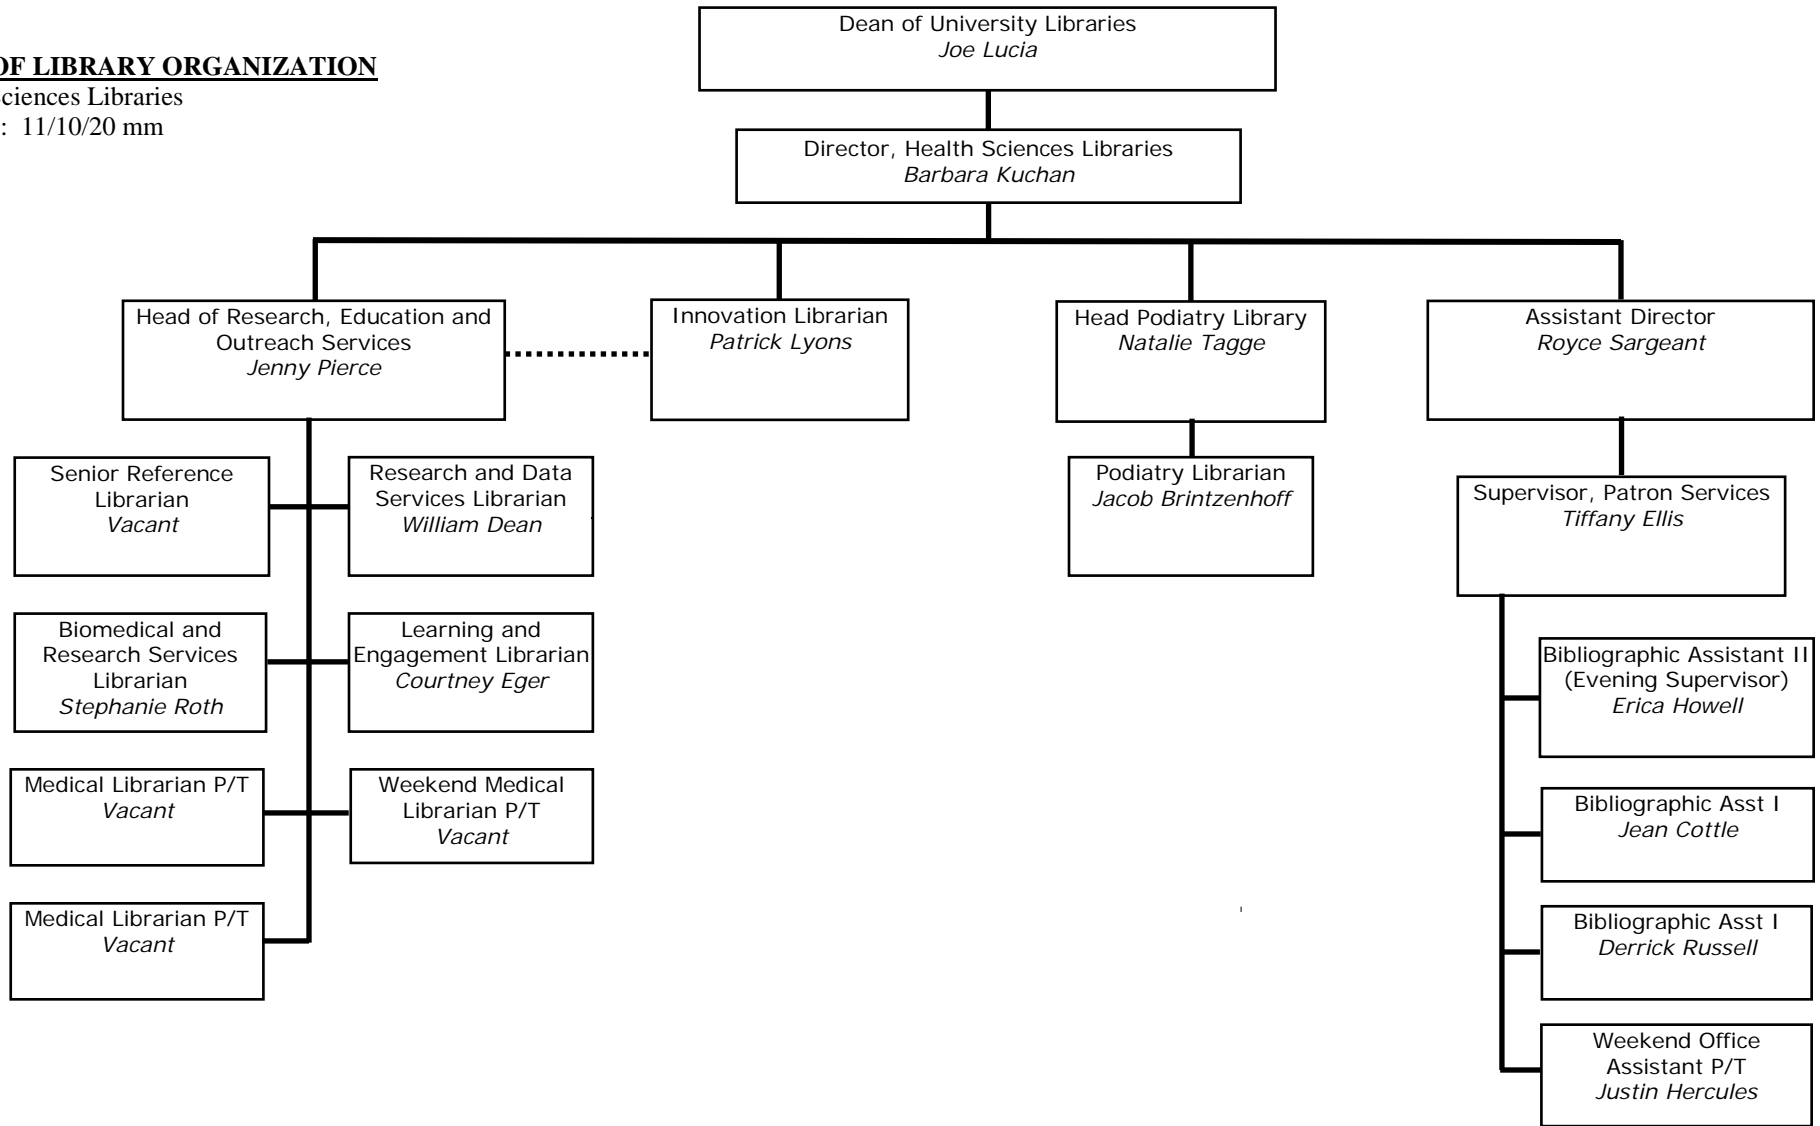 Dean of University Libraries
Joe Lucia
OF LIBRARY ORGANIZATION
ciences Libraries
: 11/10/20 mm
Director, Health Sciences Libraries
Barbara Kuchan
Head of Research, Education and
Outreach Services
Jenny Pierce
Innovation Librarian
Patrick Lyons
Head Podiatry Library
Natalie Tagge
Assistant Director
Royce Sargeant
Senior Reference
Librarian
Vacant
Research and Data
Services Librarian
William Dean
Podiatry Librarian
Jacob Brintzenhoff
Supervisor, Patron Services
Tiffany Ellis
Biomedical and
Research Services
Librarian
Stephanie Roth
Learning and
Engagement Librarian
Courtney Eger
Bibliographic Assistant II
(Evening Supervisor)
Erica Howell
Medical Librarian P/T
Vacant
Weekend Medical
Librarian P/T
Vacant
Bibliographic Asst I
Jean Cottle
Medical Librarian P/T
Vacant
Bibliographic Asst I
Derrick Russell
Weekend Office
Assistant P/T
Justin Hercules